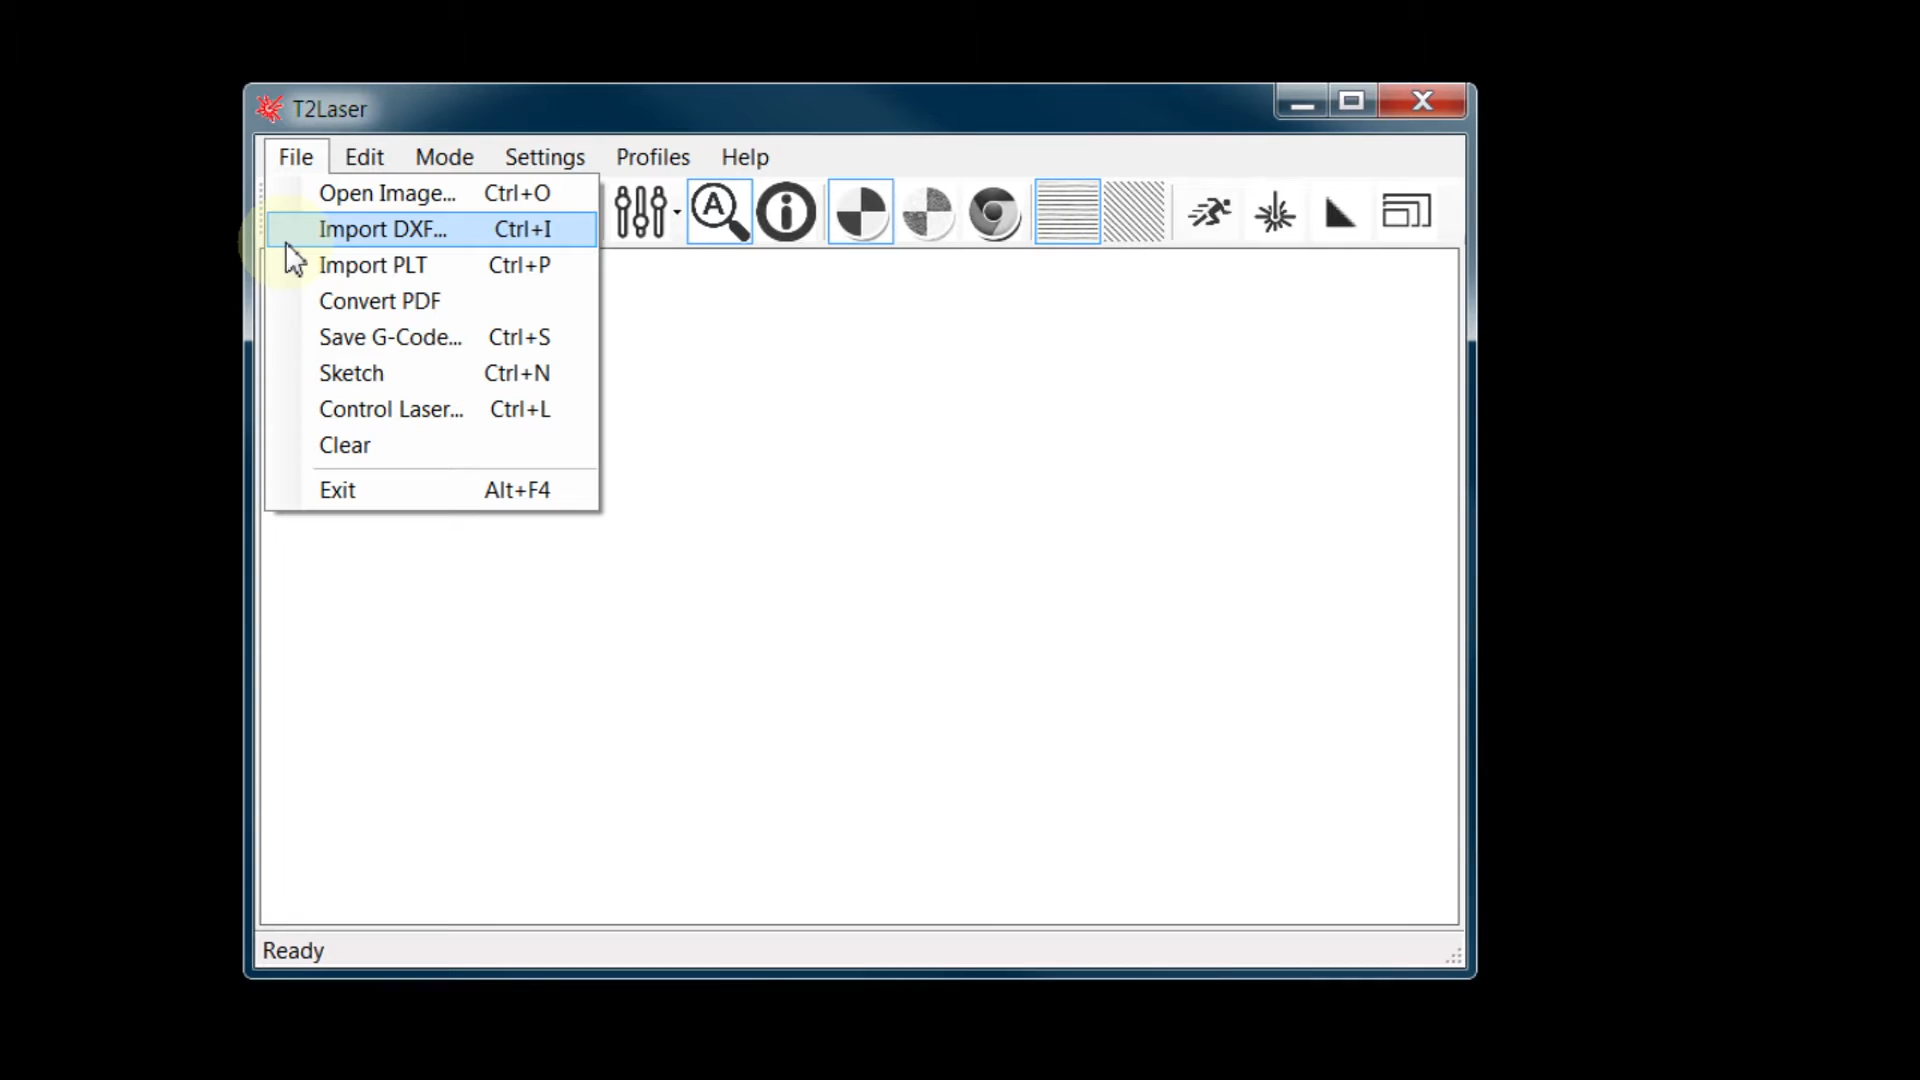 T2Laser
File Edit Mode Settings Profiles Help
Open Image... Ctrl+O
Import DXF... Ctrl+I
Import PLT Ctrl+P
Convert PDF
Save G-Code... Ctrl+S
Sketch Ctrl+N
Control Laser... Ctrl+L
Clear
Exit Alt+F4
A
Ready